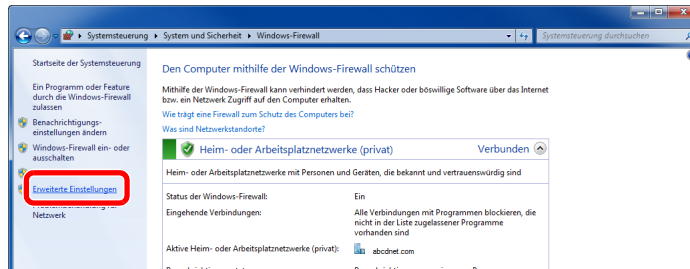 Systemsteuerung ▸ System und Sicherheit ▸ Windows-Firewall
Systemsteuerung durchsuchen
Startseite der Systemsteuerung
Ein Programm oder Feature
durch die Windows-Firewall
zulassen
Benachrichtigungs-
einstellungen ändern
Windows-Firewall ein- oder
ausschalten
Erweiterte Einstellungen
Netzwerk
Den Computer mithilfe der Windows-Firewall schützen
Mithilfe der Windows-Firewall kann verhindert werden, dass Hacker oder böswillige Software über das Internet
bzw. ein Netzwerk Zugriff auf den Computer erhalten.
Wie trägt eine Firewall zum Schutz des Computers bei?
Was sind Netzwerkstandorte?
Heim- oder Arbeitsplatznetzwerke (privat) Verbunden
Heim- oder Arbeitsplatznetzwerke mit Personen und Geräten, die bekannt und vertrauenswürdig sind
Status der Windows-Firewall: Ein
Eingehende Verbindungen: Alle Verbindungen mit Programmen blockieren, die
nicht in der Liste zugelassener Programme
vorhanden sind
Aktive Heim- oder Arbeitsplatznetzwerke (privat): abcdnet.com